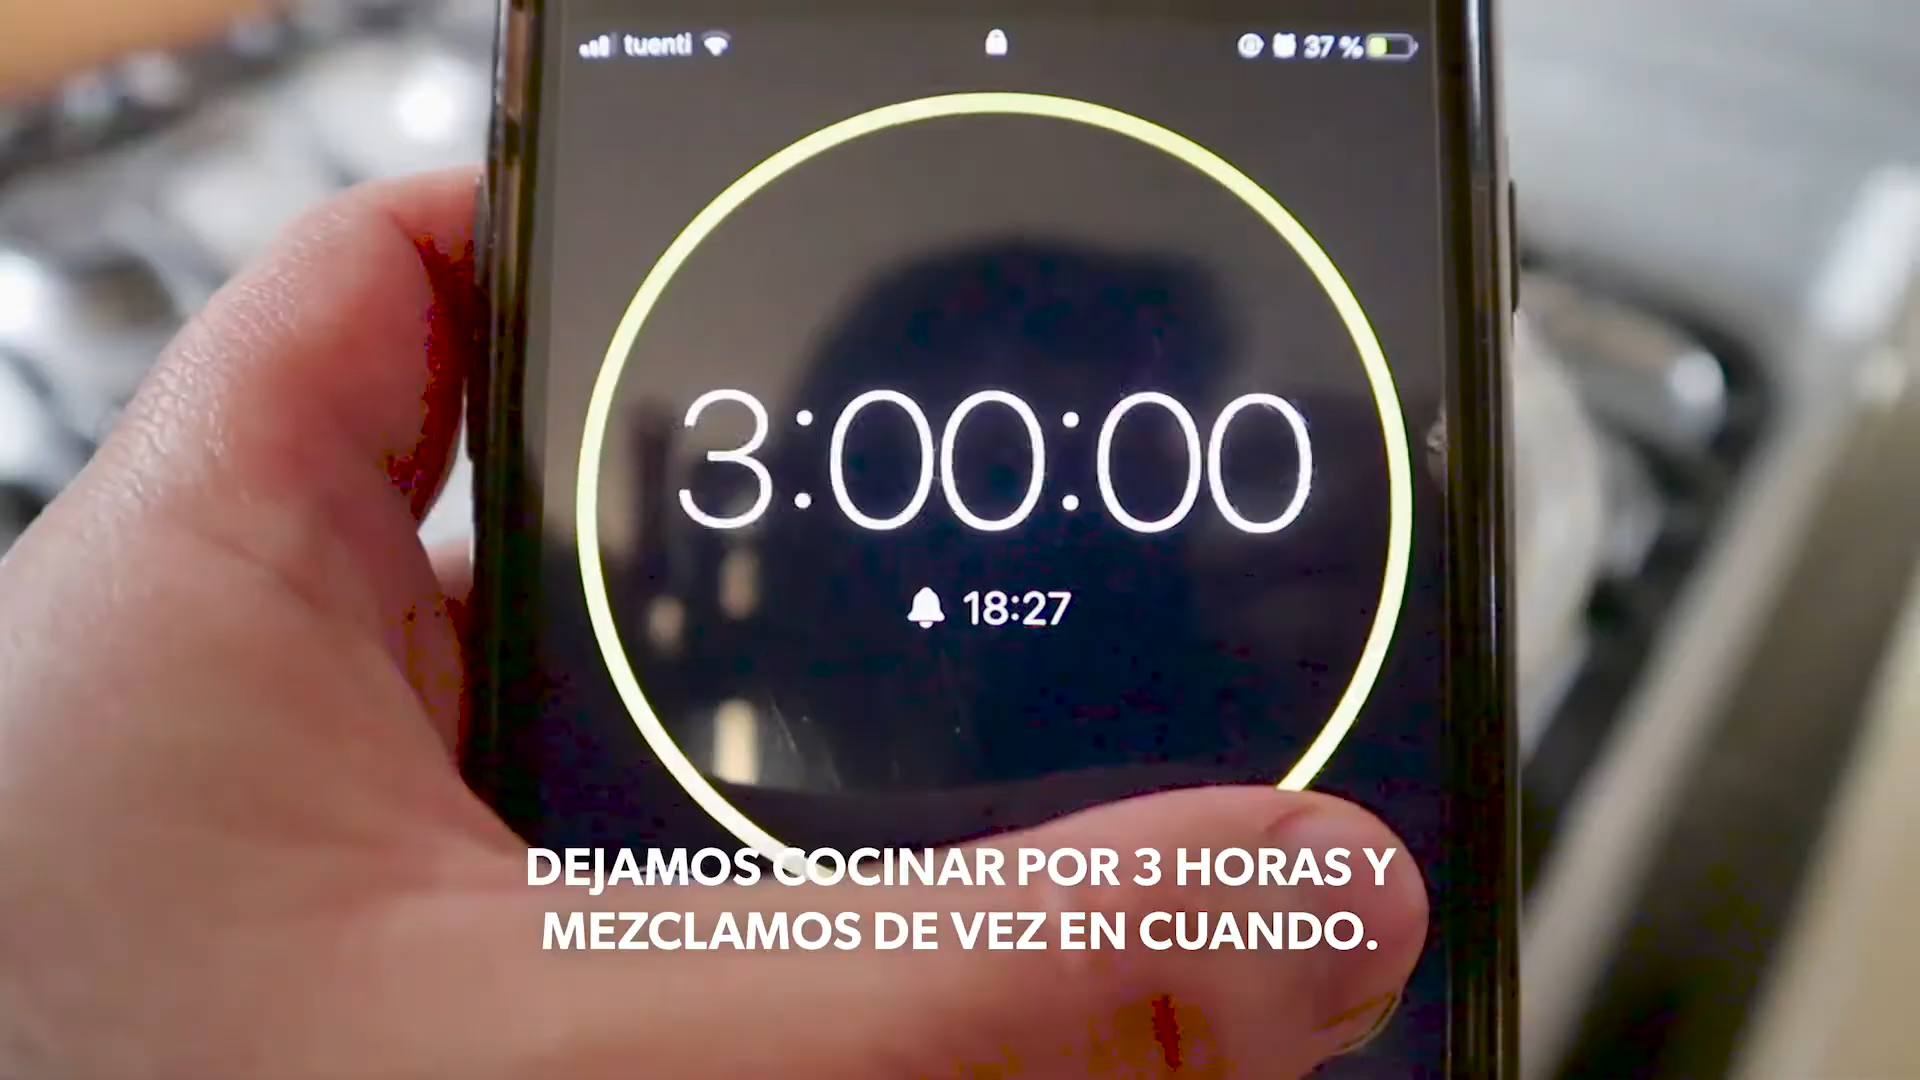 tuenti 37 %
3:00:00
18:27
DEJAMOS COCINAR POR 3 HORAS Y
MEZCLAMOS DE VEZ EN CUANDO.